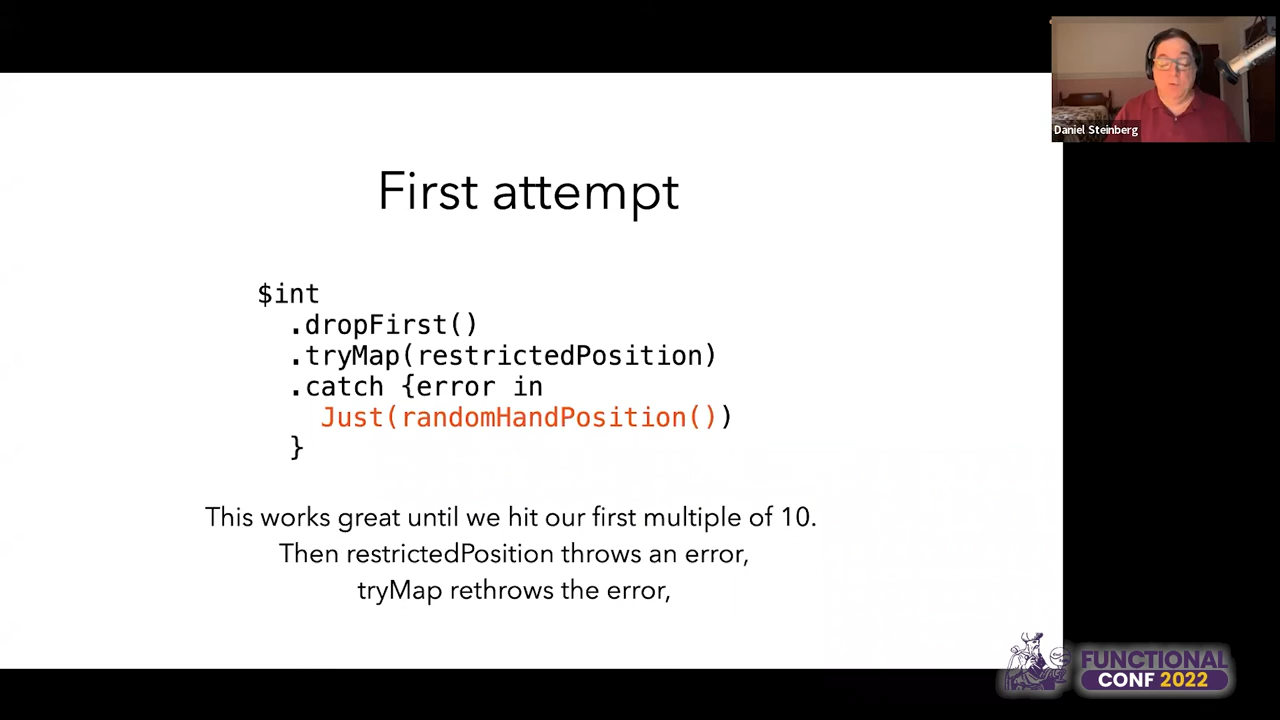 Daniel Steinberg
First attempt
$int
.dropFirst()
.tryMap(restrictedPosition)
.catch {error in
Just(randomHandPosition())
}
This works great until we hit our first multiple of 10.
Then restrictedPosition throws an error,
tryMap rethrows the error,
FUNCTIONAL
CONF 2022